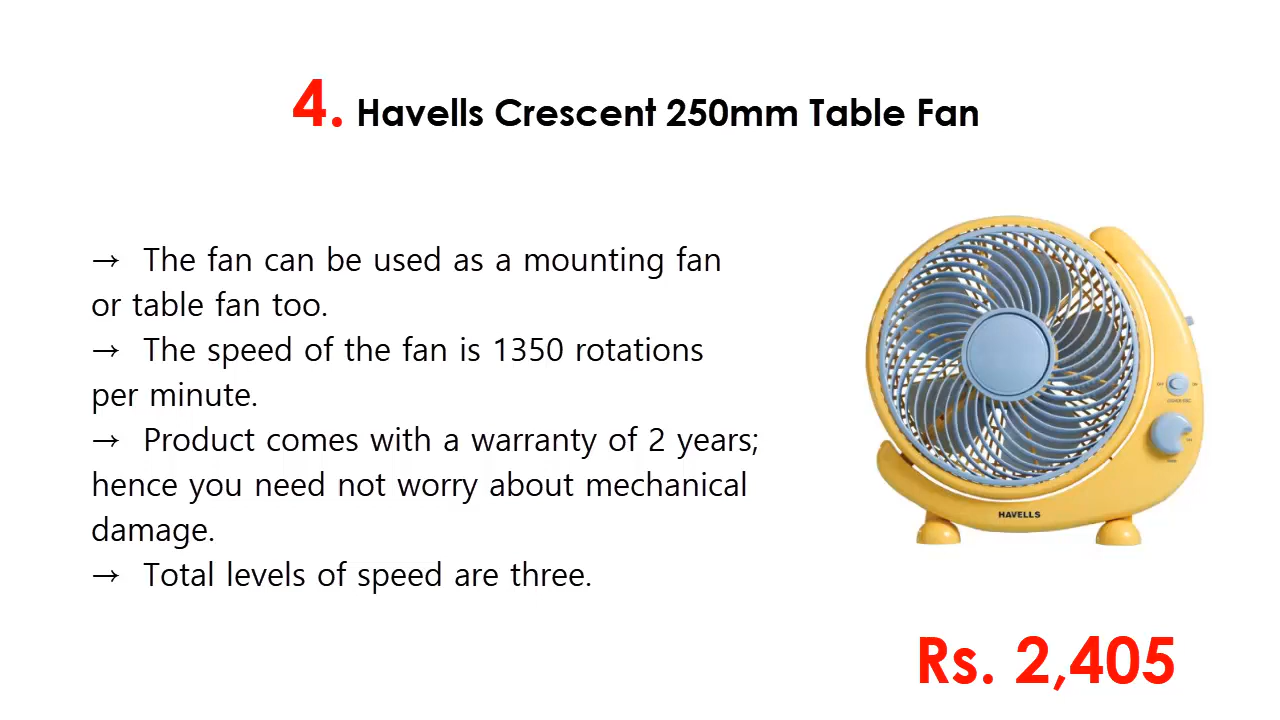 4. Havells Crescent 250mm Table Fan
→ The fan can be used as a mounting fan
or table fan too.
→ The speed of the fan is 1350 rotations
per minute.
→ Product comes with a warranty of 2 years;
hence you need not worry about mechanical
damage.
→ Total levels of speed are three.
HAVELLS
Rs. 2,405